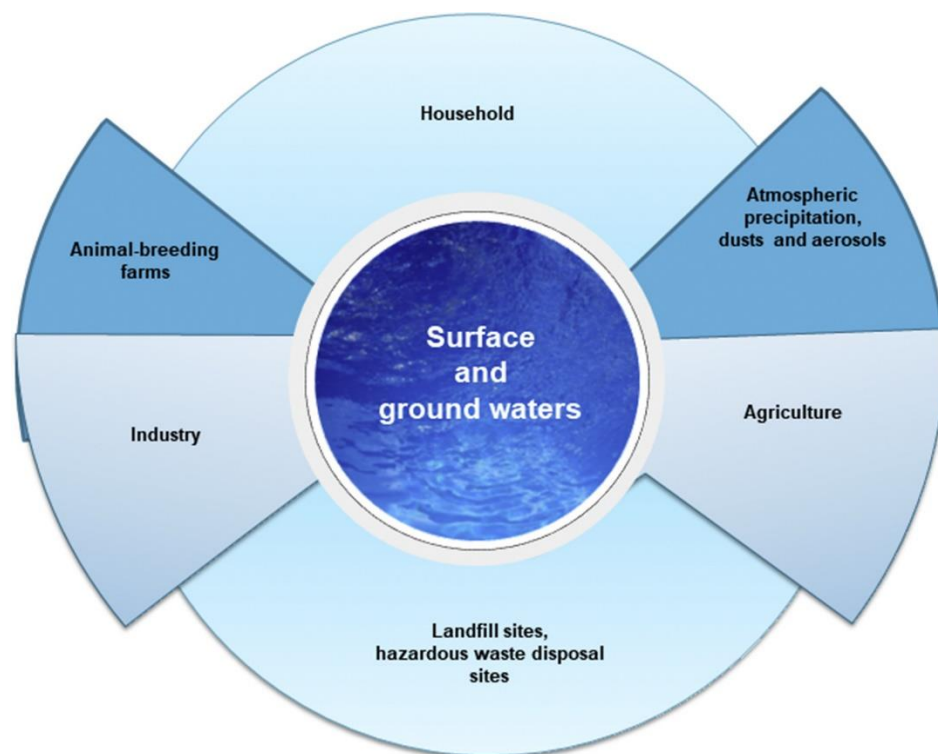 Household
Atmospheric
precipitation,
dusts and aerosols
Animal-breeding
farms
Surface
and
ground waters
Industry
Agriculture
Landfill sites,
hazardous waste disposal
sites